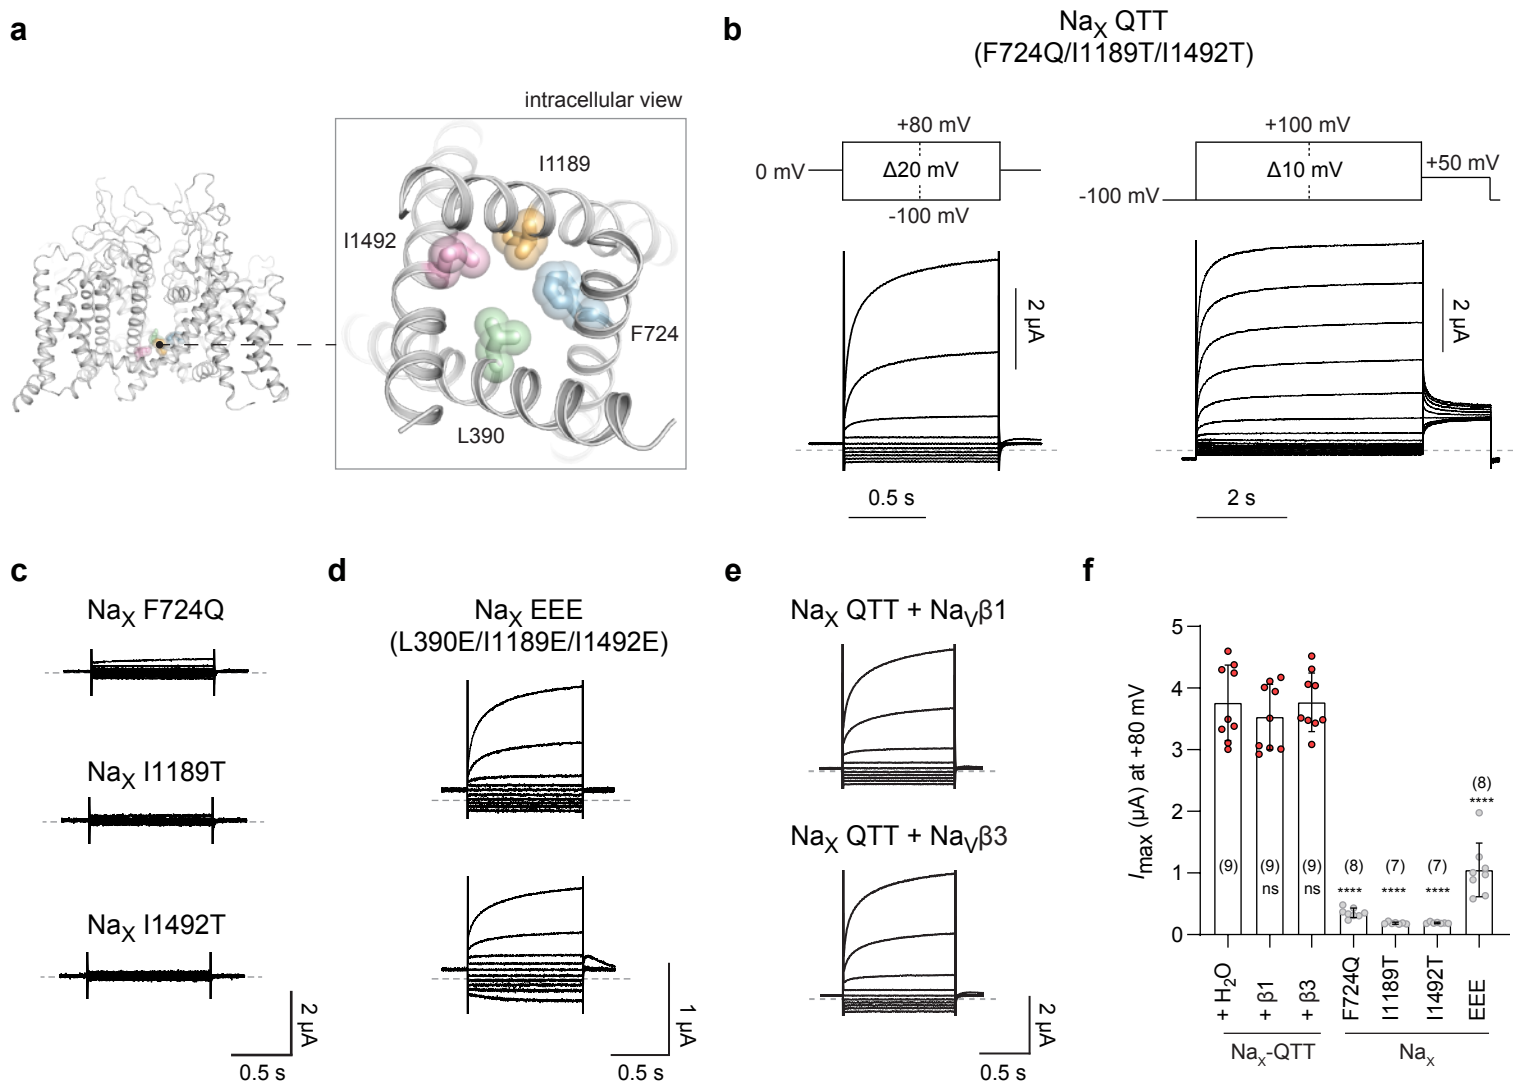 a
intracellular view
I1189
I1492
F724
L390
b
NaX QTT
(F724Q/I1189T/I1492T)
+80 mV
0 mV
Δ20 mV
-100 mV
+100 mV
+50 mV
Δ10 mV
-100 mV
2 µA
2 µA
0.5 s
2 s
c
NaX F724Q
NaX I1189T
NaX I1492T
2 µA
0.5 s
d
NaX EEE
(L390E/I1189E/I1492E)
1 µA
0.5 s
e
NaX QTT + NaVβ1
NaX QTT + NaVβ3
2 µA
0.5 s
f
Imax (µA) at +80 mV
5
4
3
2
1
0
(9)
(9)
ns
(9)
ns
(8)
****
(7)
****
(7)
****
(8)
****
+ H2O
+ β1
+ β3
F724Q
I1189T
I1492T
EEE
Nax-QTT
Nax